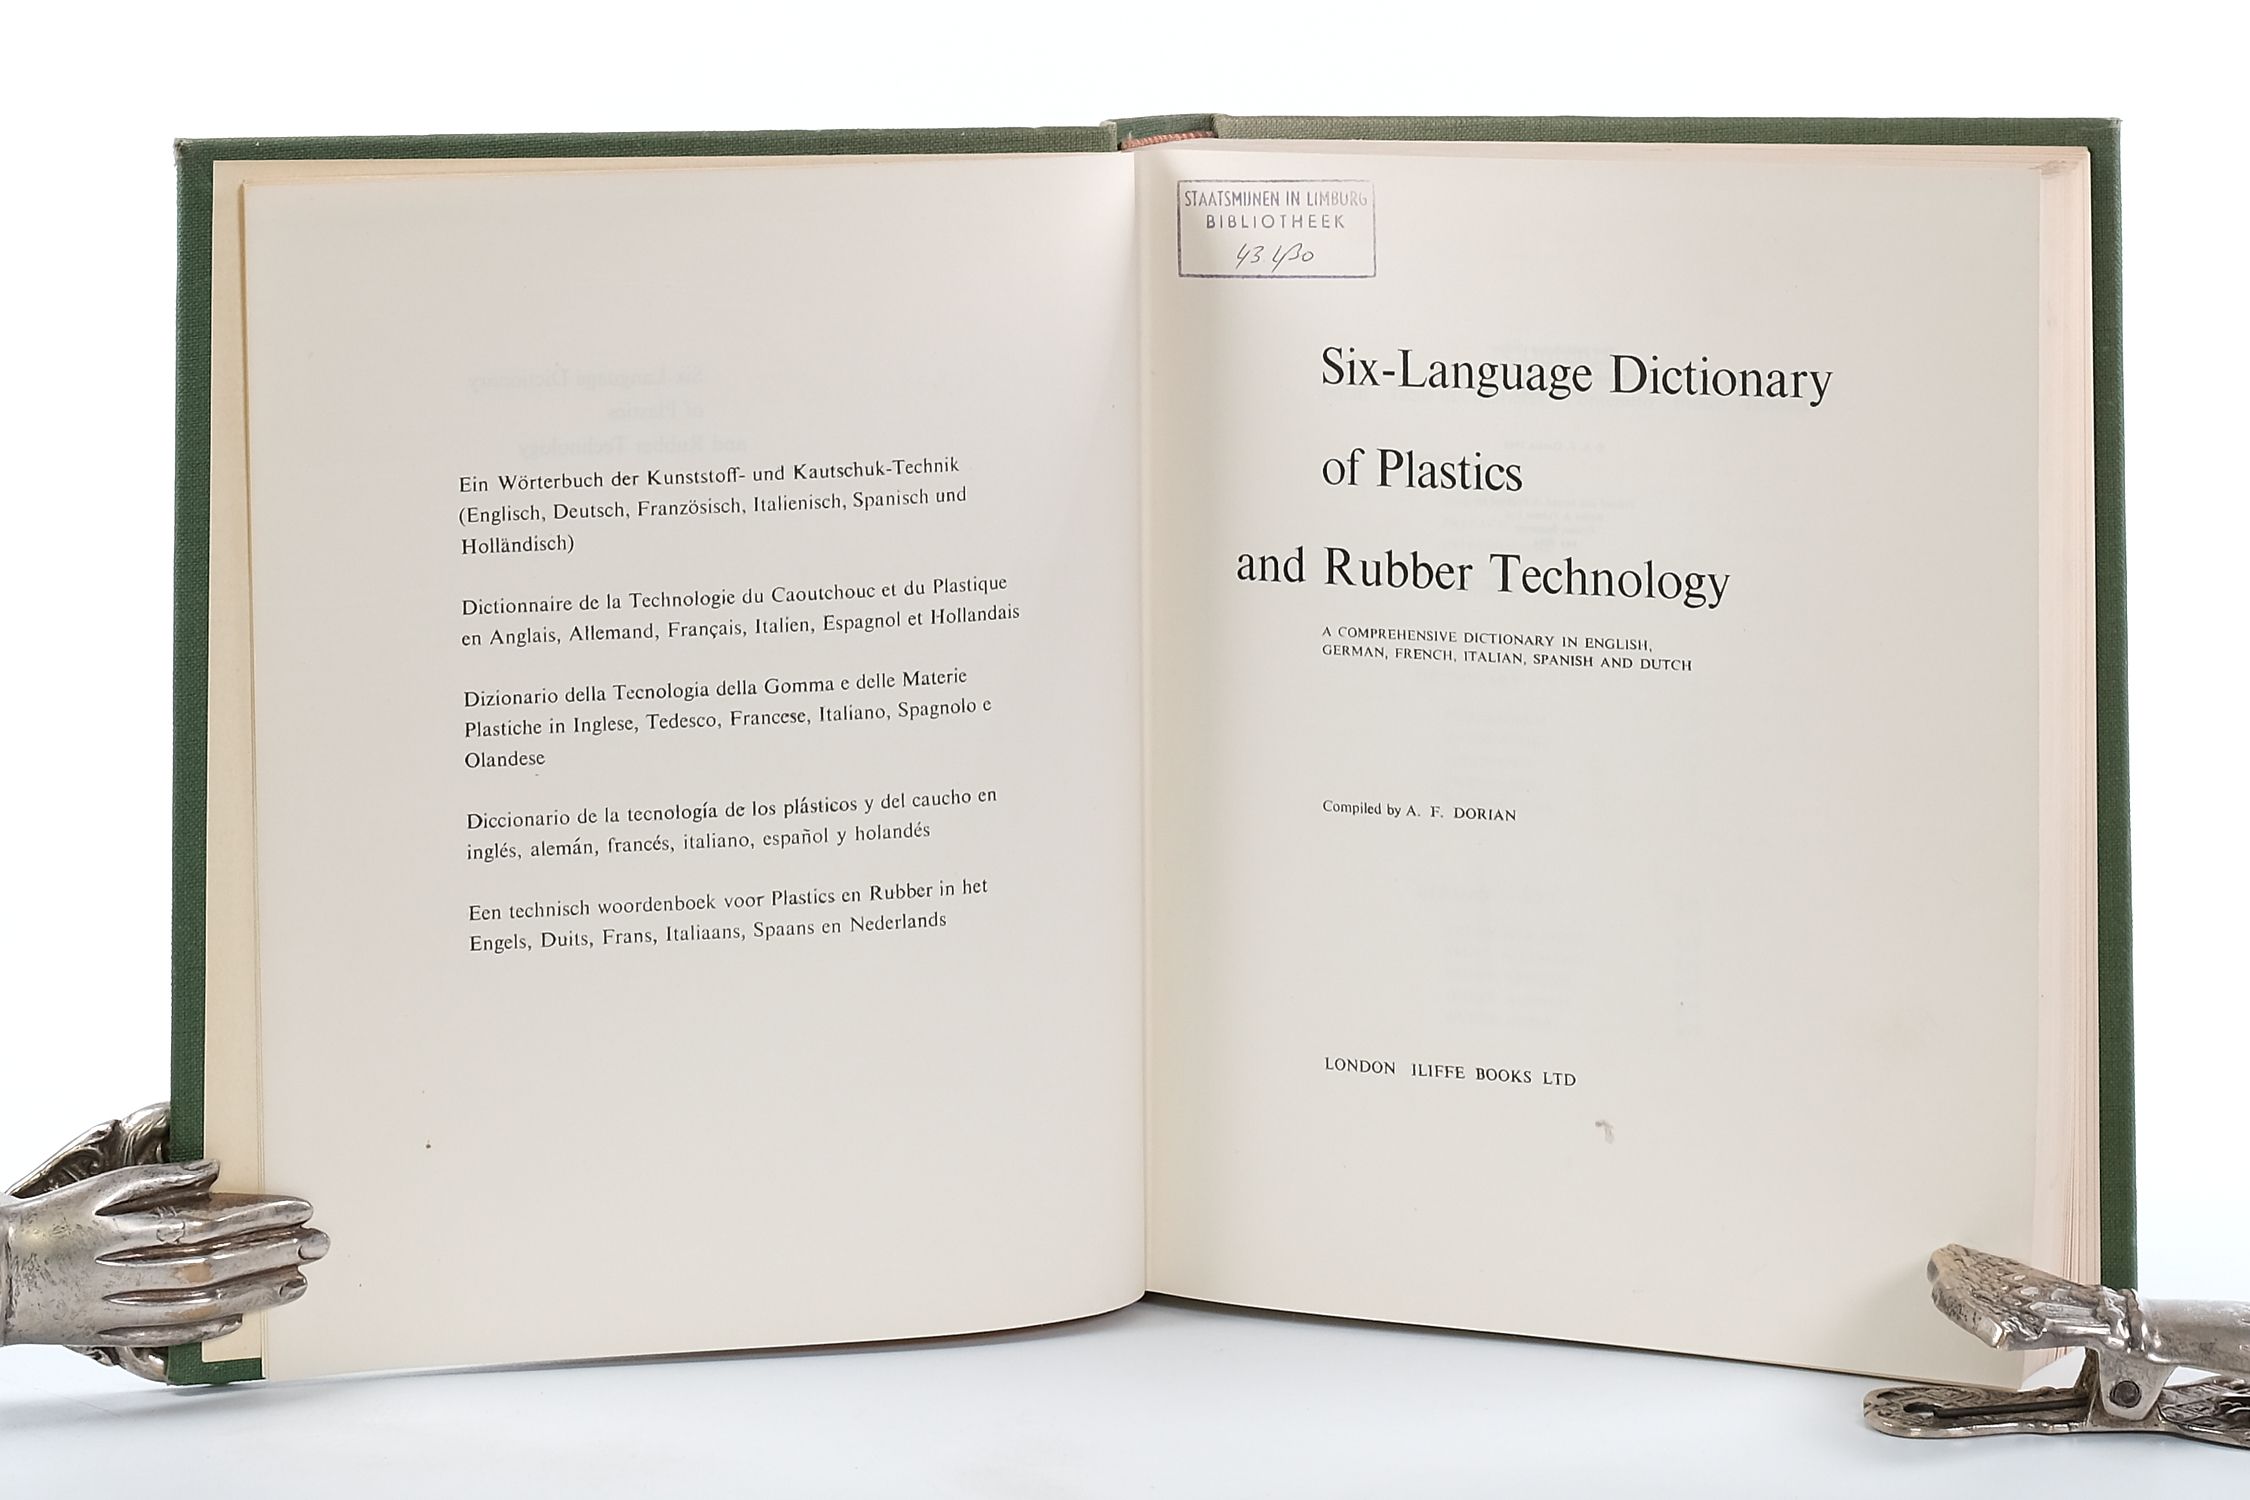 Ein Wörterbuch der Kunststoff- und Kautschuk-Technik
(Englisch, Deutsch, Französisch, Italienisch, Spanisch und
Holländisch)
Dictionnaire de la Technologie du Caoutchouc et du Plastique
en Anglais, Allemand, Français, Italien, Espagnol et Hollandais
Dizionario della Tecnologia della Gomma e delle Materie
Plastiche in Inglese, Tedesco, Francese, Italiano, Spagnolo e
Olandese
Diccionario de la tecnología de los plásticos y del caucho en
inglés, alemán, francés, italiano, español y holandés
Een technisch woordenboek voor Plastics en Rubber in het
Engels, Duits, Frans, Italiaans, Spaans en Nederlands
STAATSMIJNEN IN LIMBURG
BIBLIOTHEEK
Six-Language Dictionary
of Plastics
and Rubber Technology
A COMPREHENSIVE DICTIONARY IN ENGLISH,
GERMAN, FRENCH, ITALIAN, SPANISH AND DUTCH
Compiled by A. F. DORIAN
LONDON ILIFFE BOOKS LTD